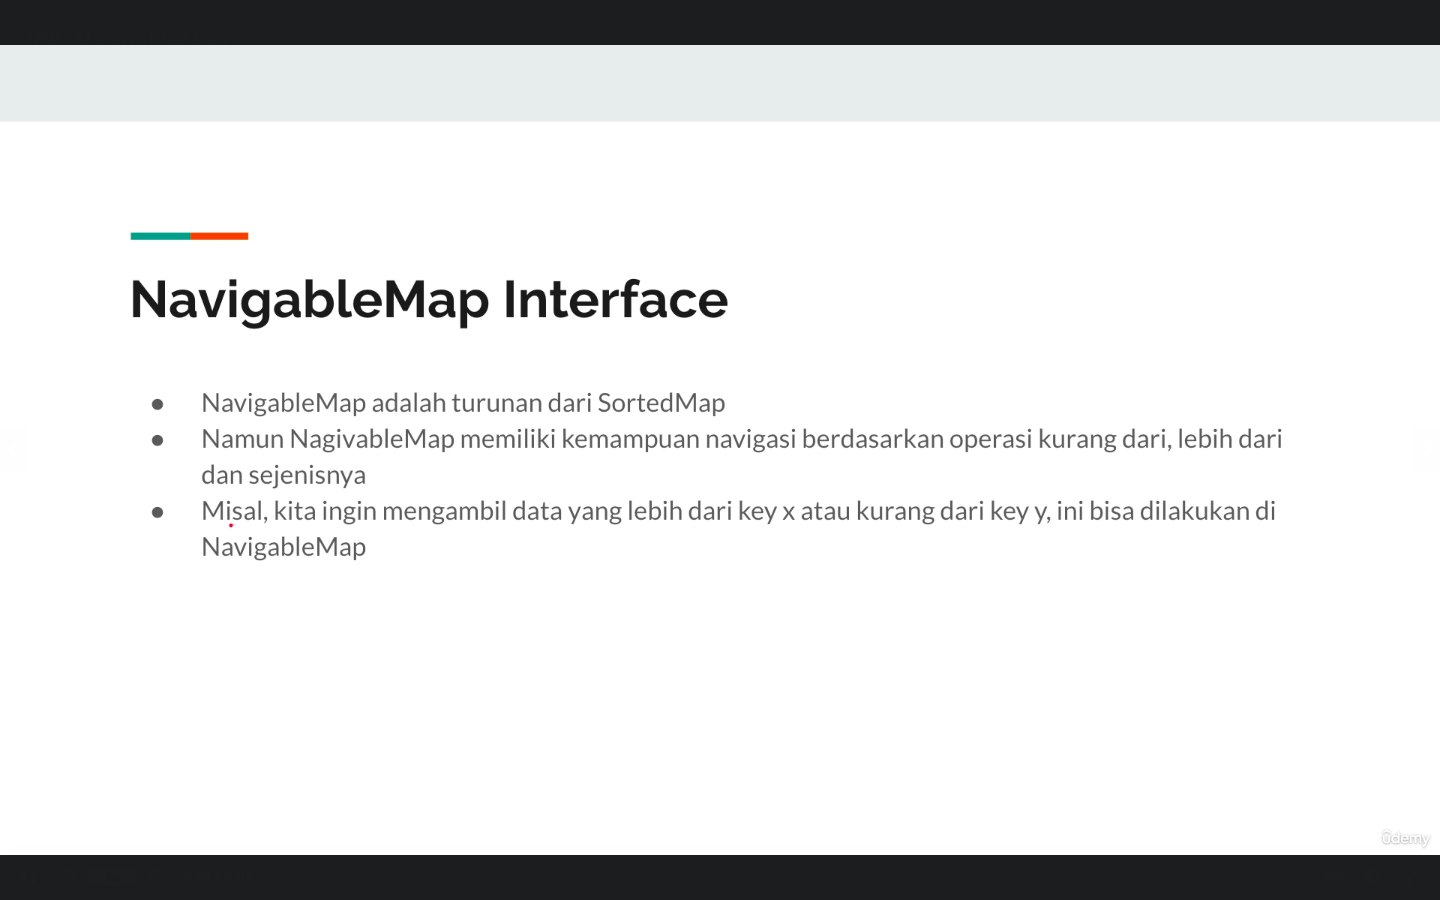 NavigableMap Interface
● NavigableMap adalah turunan dari SortedMap
● Namun NagivableMap memiliki kemampuan navigasi berdasarkan operasi kurang dari, lebih dari
dan sejenisnya
● Misal, kita ingin mengambil data yang lebih dari key x atau kurang dari key y, ini bisa dilakukan di
NavigableMap
ûdemy